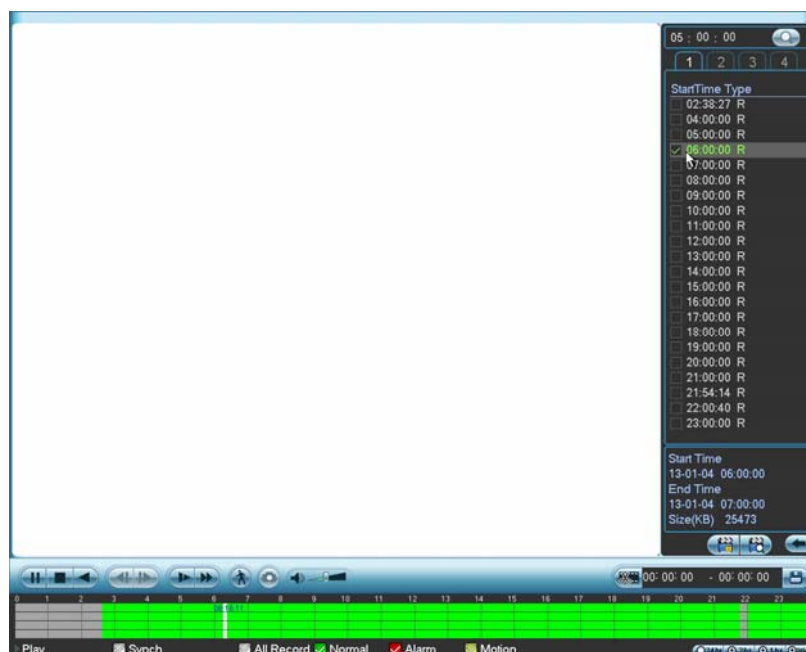 05 : 00 : 00
1 2 3 4
StartTime Type
02:38:27 R
04:00:00 R
05:00:00 R
06:00:00 R
07:00:00 R
08:00:00 R
09:00:00 R
10:00:00 R
11:00:00 R
12:00:00 R
13:00:00 R
14:00:00 R
15:00:00 R
16:00:00 R
17:00:00 R
18:00:00 R
19:00:00 R
20:00:00 R
21:00:00 R
21:54:14 R
22:00:40 R
23:00:00 R
Start Time
13-01-04 06:00:00
End Time
13-01-04 07:00:00
Size(KB) 25473
00: 00: 00 - 00: 00: 00
0 1 2 3 4 5 6 7 8 9 10 11 12 13 14 15 16 17 18 19 20 21 22 23
Play Synch All Record Normal Alarm Motion